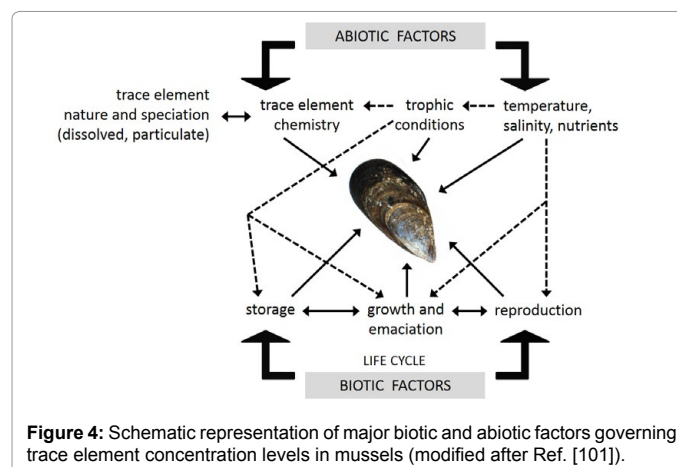 ABIOTIC FACTORS
trace element
nature and speciation
(dissolved, particulate)
trace element
chemistry
trophic
conditions
temperature,
salinity, nutrients
storage
growth and
emaciation
reproduction
LIFE CYCLE
BIOTIC FACTORS
Figure 4: Schematic representation of major biotic and abiotic factors governing
trace element concentration levels in mussels (modified after Ref. [101]).